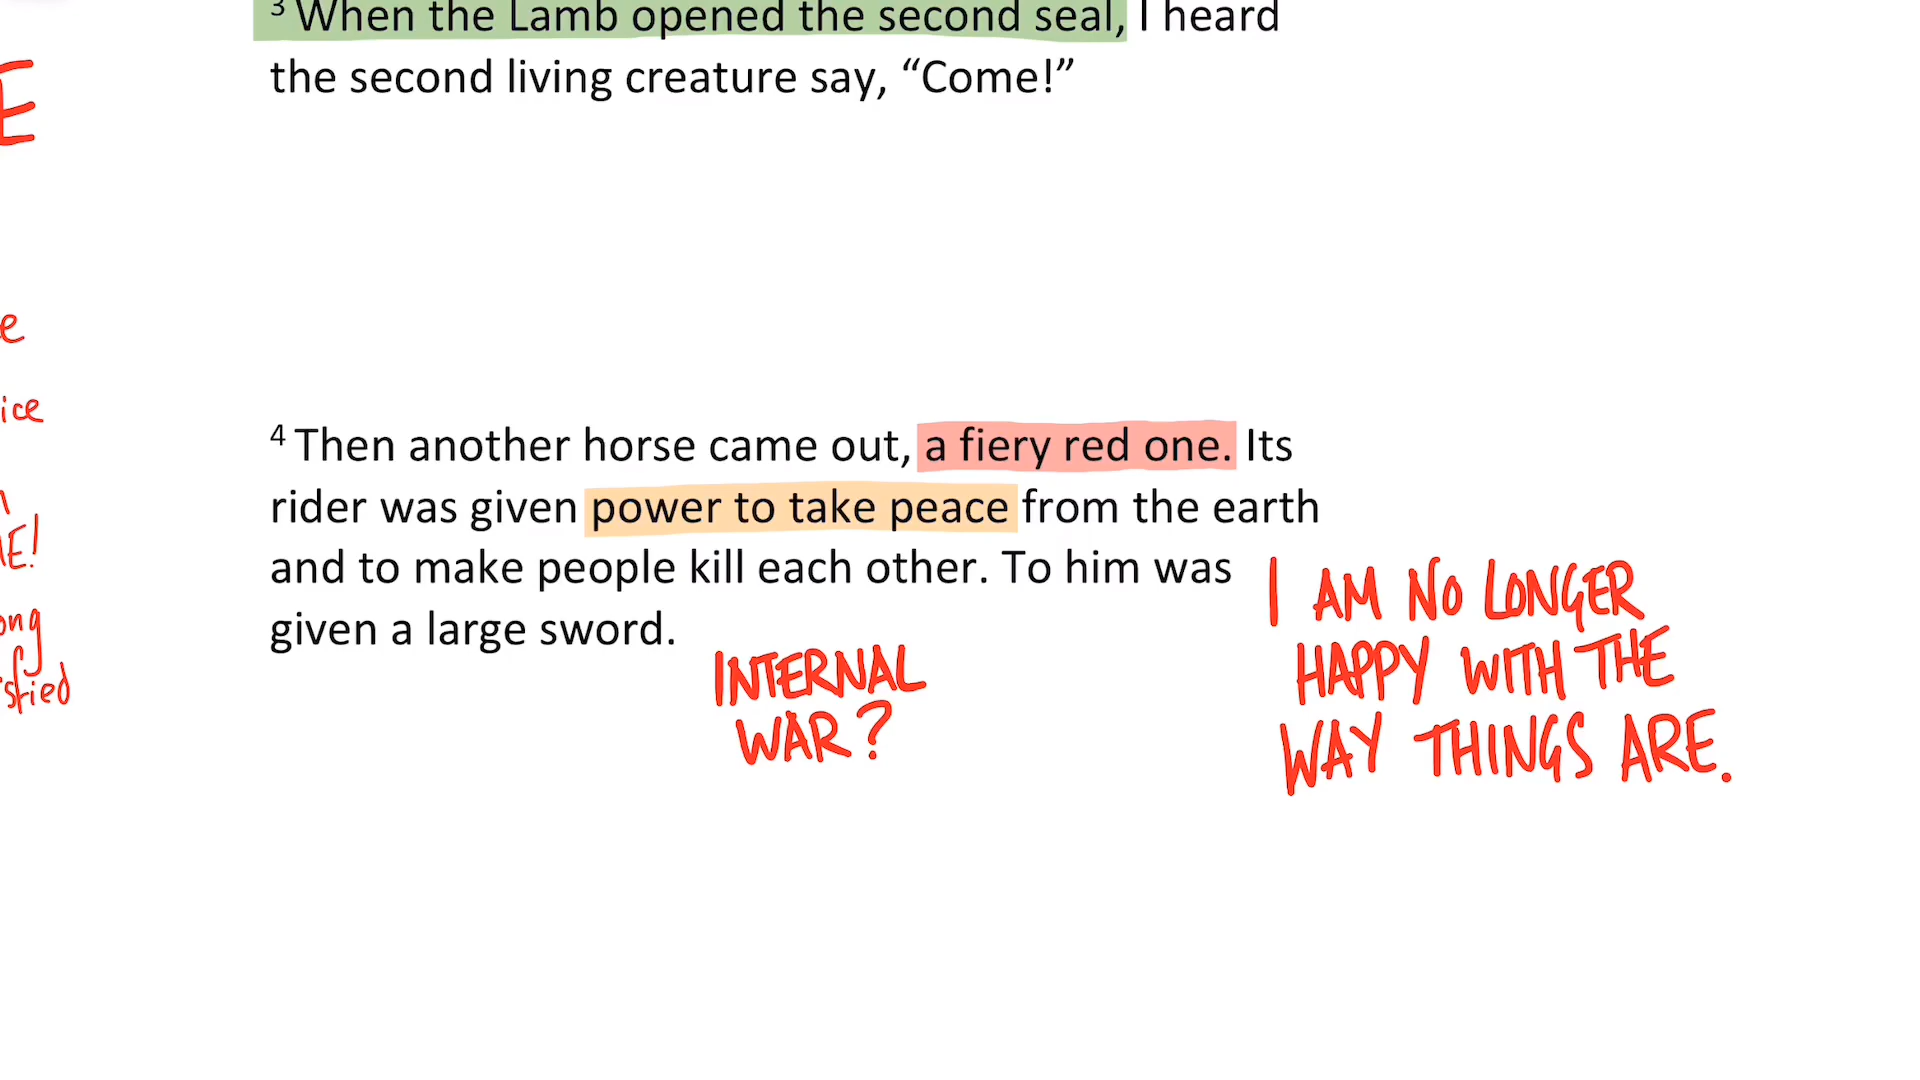 3 When the Lamb opened the second seal, I heard
the second living creature say, “Come!”
4 Then another horse came out, a fiery red one. Its
rider was given power to take peace from the earth
and to make people kill each other. To him was
given a large sword.
INTERNAL
WAR?
I AM NO LONGER
HAPPY WITH THE
WAY THINGS ARE.